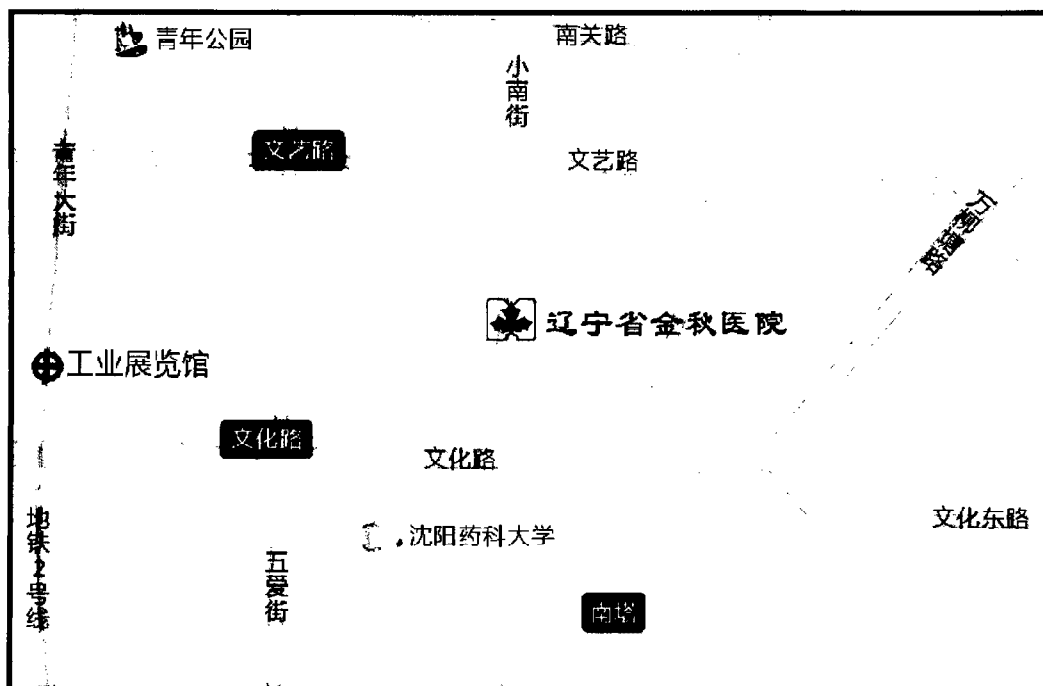 青年公园
南关路
小南街
青年大街
文艺路
文艺路
万柳塘路
辽宁省金秋医院
工业展览馆
文化路
文化路
地铁2号线
沈阳药科大学
文化东路
五爱街
南塔